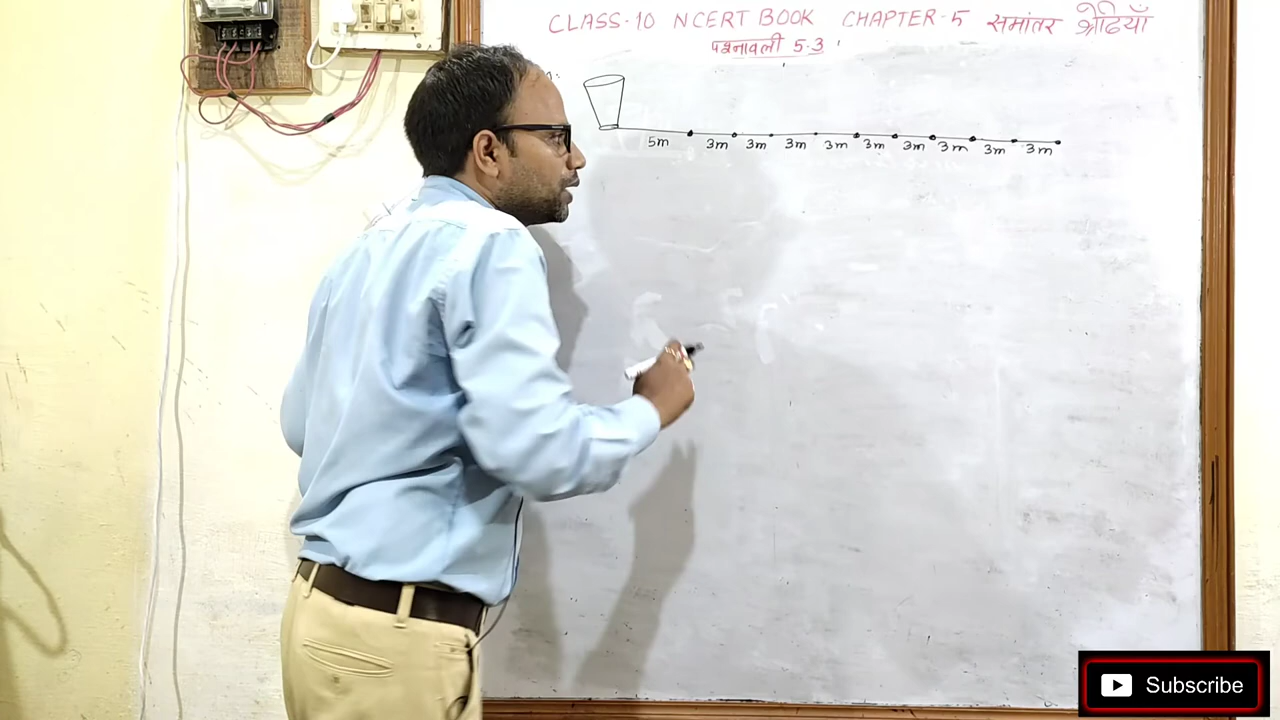 CLASS-10 NCERT BOOK CHAPTER-5 समांतर श्रेढियाँ
प्रश्नावली 5.3
5m 3m 3m 3m 3m 3m 3m 3m 3m 3m
Subscribe